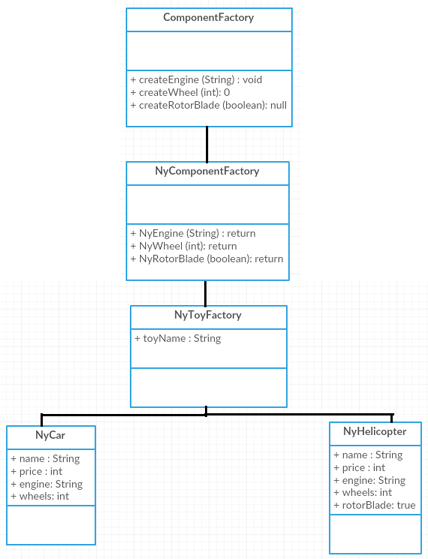 ComponentFactory
+ createEngine (String) : void
+ createWheel (int): 0
+ createRotorBlade (boolean): null
NyComponentFactory
+ NyEngine (String) : return
+ NyWheel (int): return
+ NyRotorBlade (boolean): return
NyToyFactory
+ toyName : String
NyCar
+ name : String
+ price : int
+ engine: String
+ wheels: int
NyHelicopter
+ name : String
+ price : int
+ engine: String
+ wheels: int
+ rotorBlade: true